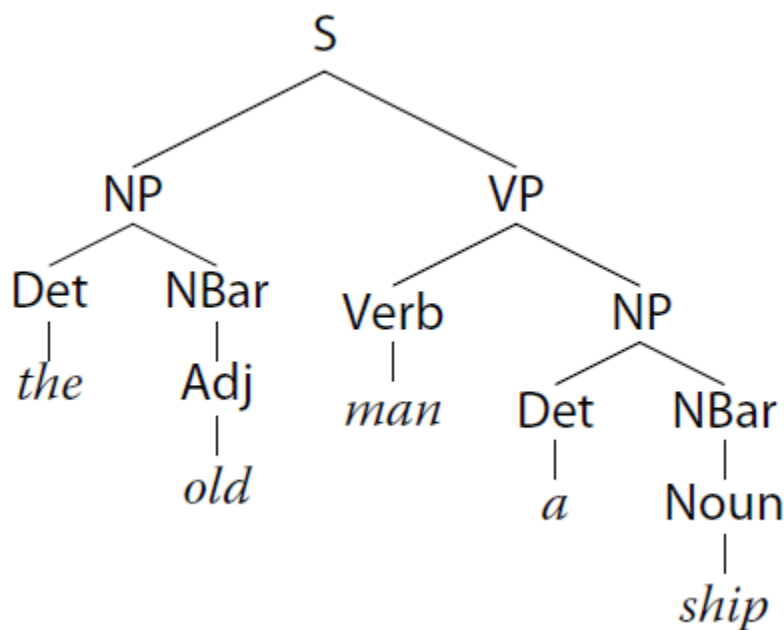 S
NP VP
Det NBar Verb NP
the Adj man Det NBar
old a Noun
ship